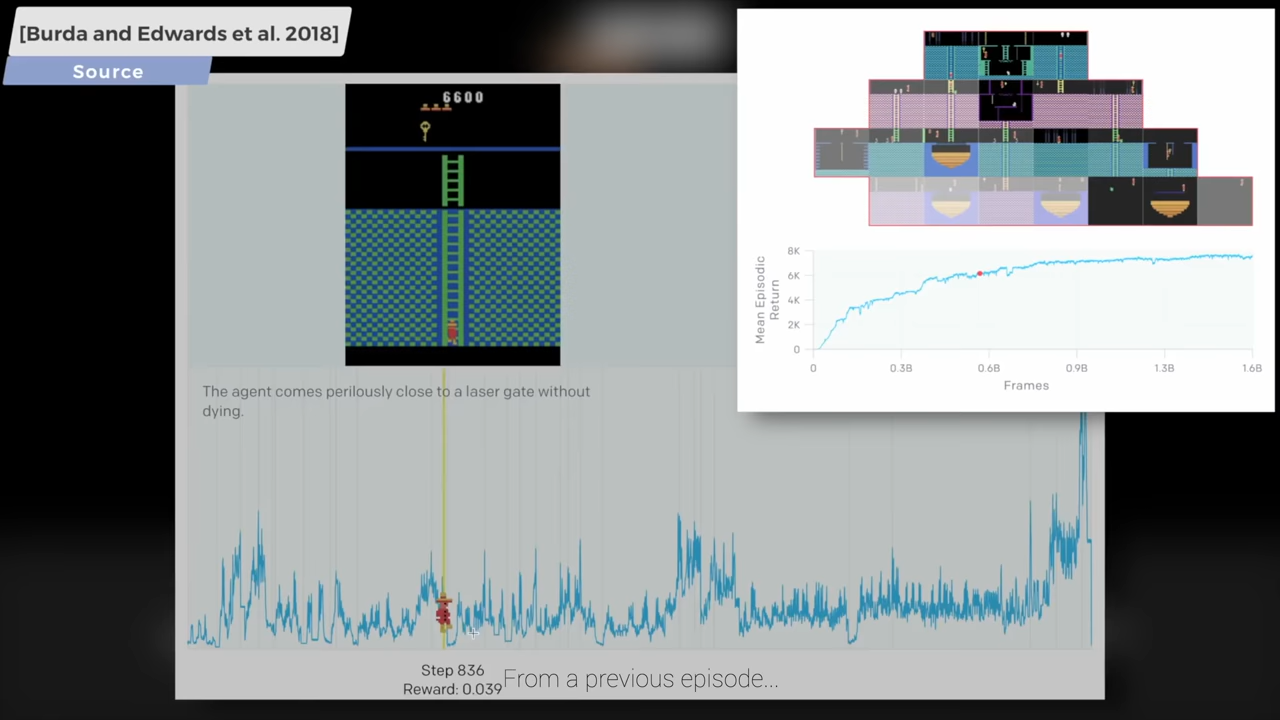 [Burda and Edwards et al. 2018]
Source
6600
The agent comes perilously close to a laser gate without
dying.
Step 836
Reward: 0.039
From a previous episode...
8K
6K
4K
2K
0
Mean Episodic
Return
0
0.3B
0.6B
0.9B
1.3B
1.6B
Frames